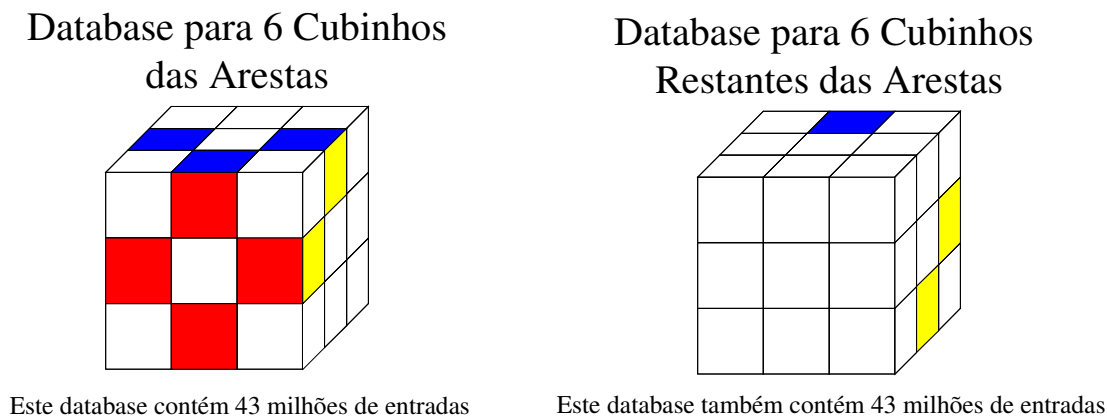 Database para 6 Cubinhos
das Arestas
Este database contém 43 milhões de entradas
Database para 6 Cubinhos
Restantes das Arestas
Este database também contém 43 milhões de entradas